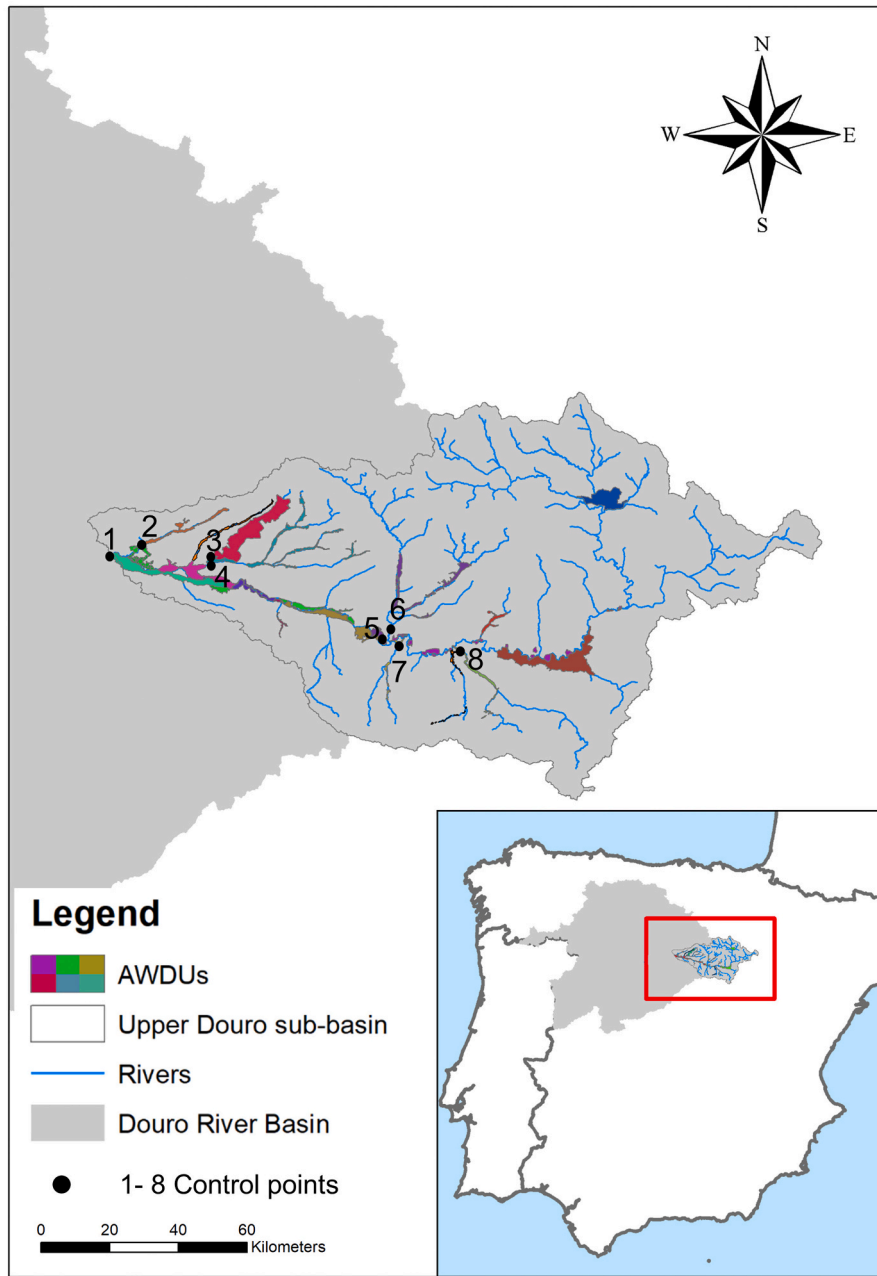 N
W
E
S
1
2
3
4
5
6
7
8
Legend
AWDUs
Upper Douro sub-basin
Rivers
Douro River Basin
1- 8 Control points
0 20 40 60
Kilometers